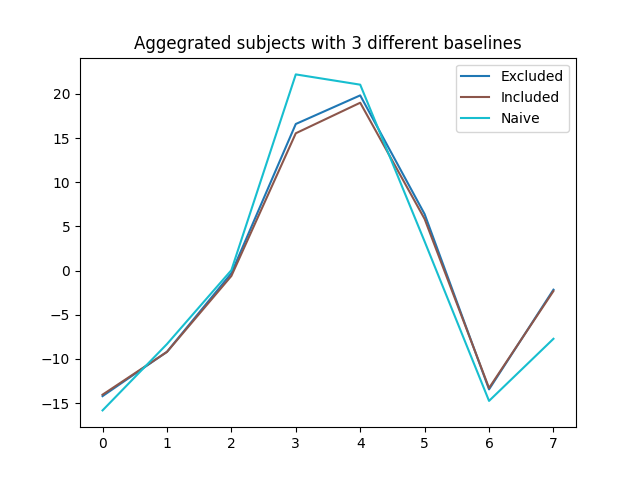 Aggegrated subjects with 3 different baselines
Excluded
Included
Naive
20
15
10
5
0
−5
−10
−15
0 1 2 3 4 5 6 7